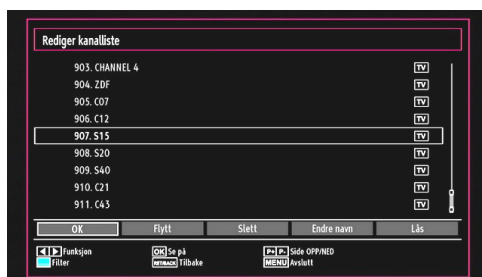 Rediger kanalliste
903. CHANNEL 4 TV
904. ZDF TV
905. C07 TV
906. C12 TV
907. S15 TV
908. S20 TV
909. S40 TV
910. C21 TV
911. C43 TV
OK Flytt Slett Endre navn Lås
Funksjon OK Se på P+ P- Side OPP/NED
Filter RET/BACK Tilbake MENU Avslutt